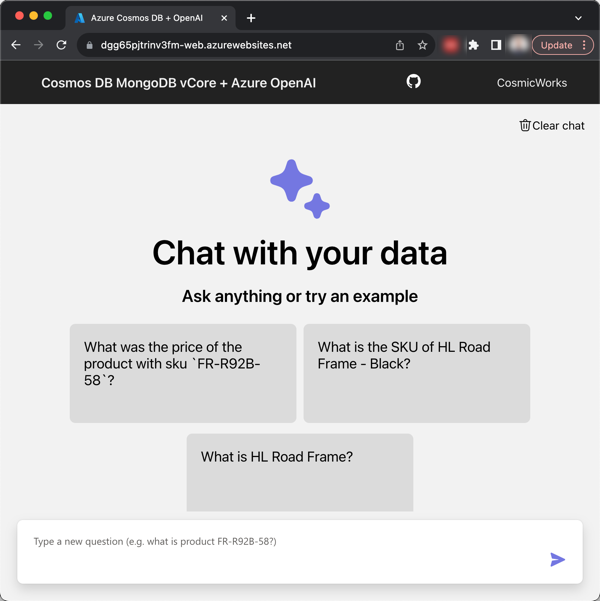 Azure Cosmos DB + OpenAI
dgg65pjtrinv3fm-web.azurewebsites.net
Update
Cosmos DB MongoDB vCore + Azure OpenAI
CosmicWorks
Clear chat
Chat with your data
Ask anything or try an example
What was the price of the
product with sku `FR-R92B-
58`?
What is the SKU of HL Road
Frame - Black?
What is HL Road Frame?
Type a new question (e.g. what is product FR-R92B-58?)